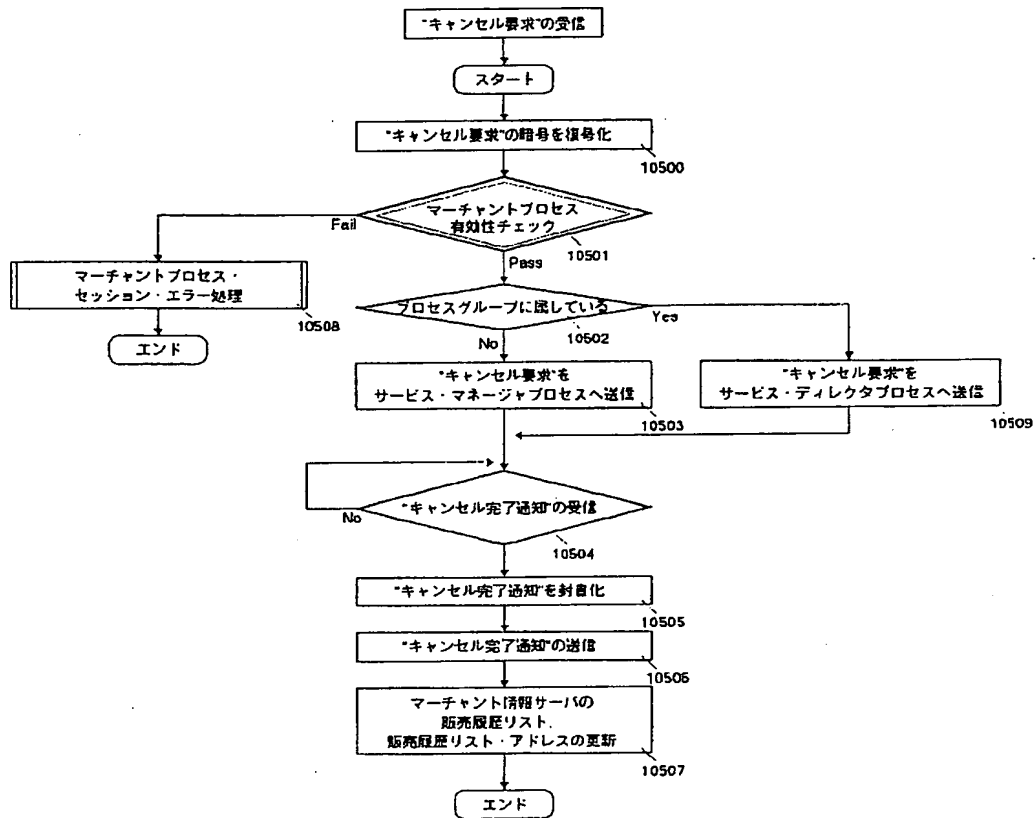 "キャンセル要求"の受信
スタート
"キャンセル要求"の暗号を復号化
10500
マーチャントプロセス
有効性チェック
10501
Fail
Pass
マーチャントプロセス・
セッション・エラー処理
10508
エンド
プロセスグループに属している
10502
Yes
No
"キャンセル要求"を
サービス・マネージャプロセスへ送信
10503
"キャンセル要求"を
サービス・ディレクタプロセスへ送信
10509
"キャンセル完了通知"の受信
No
10504
"キャンセル完了通知"を封書化
10505
"キャンセル完了通知"の送信
10506
マーチャント情報サーバの
販売履歴リスト、
販売履歴リスト・アドレスの更新
10507
エンド